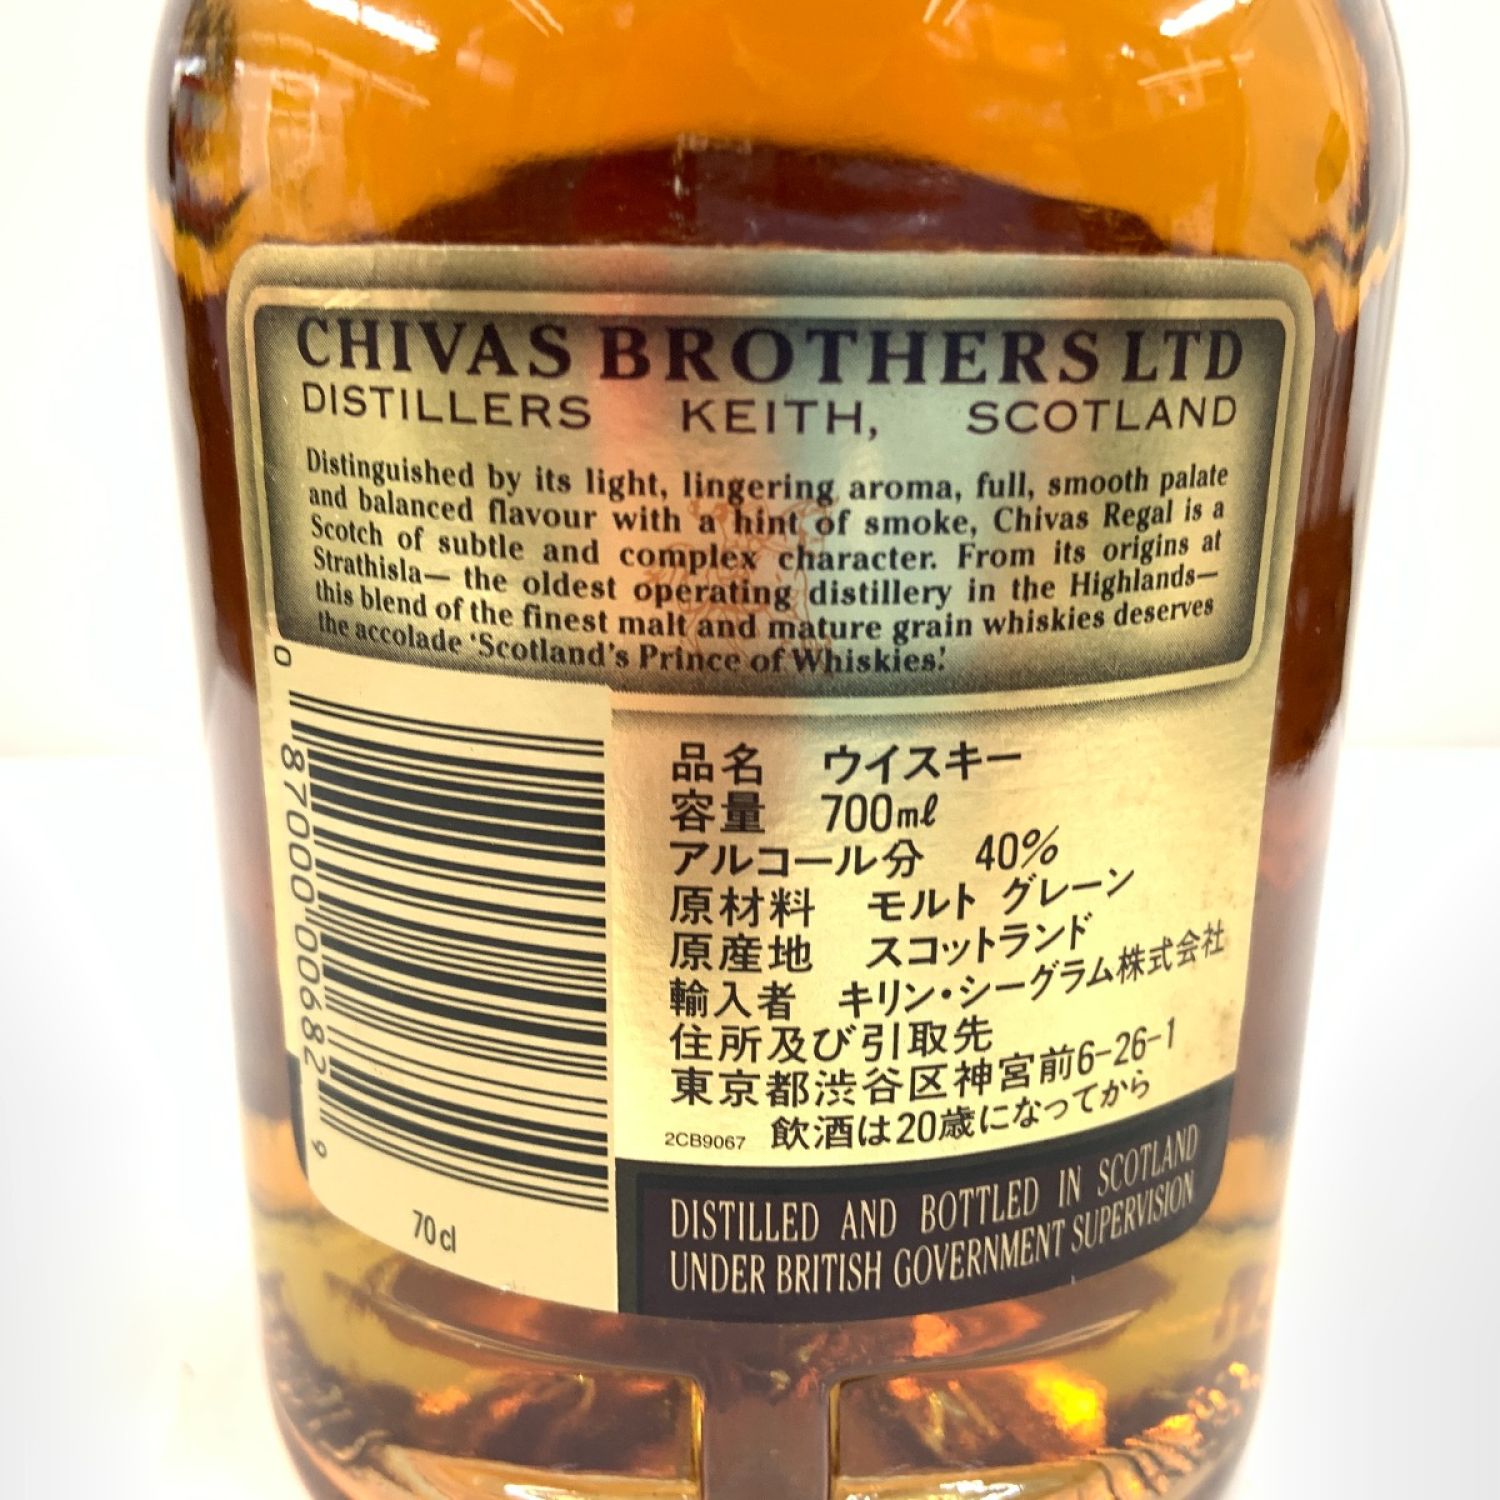 CHIVAS BROTHERS LTD
DISTILLERS KEITH, SCOTLAND
Distinguished by its light, lingering aroma, full, smooth palate
and balanced flavour with a hint of smoke, Chivas Regal is a
Scotch of subtle and complex character. From its origins at
Strathisla— the oldest operating distillery in the Highlands—
this blend of the finest malt and mature grain whiskies deserves
the accolade 'Scotland's Prince of Whiskies.'
0 87000 00682 9
70 cl
品名 ウイスキー
容量 700mℓ
アルコール分 40%
原材料 モルト グレーン
原産地 スコットランド
輸入者 キリン・シーグラム株式会社
住所及び引取先
東京都渋谷区神宮前6-26-1
2CB9067 飲酒は20歳になってから
DISTILLED AND BOTTLED IN SCOTLAND
UNDER BRITISH GOVERNMENT SUPERVISION